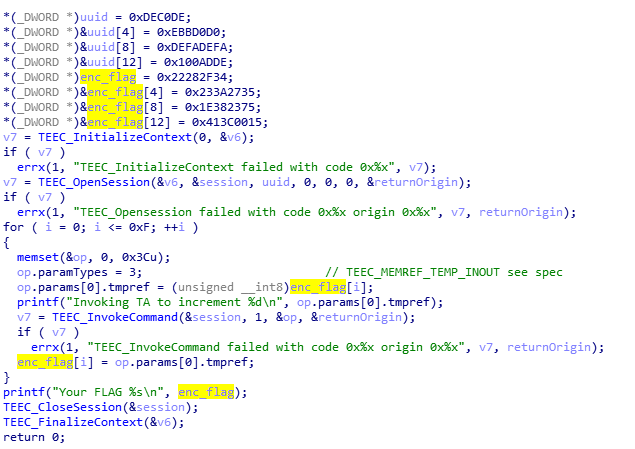 *(_DWORD *)uuid = 0xDEC0DE;
*(_DWORD *)&uuid[4] = 0xEBBD0D0;
*(_DWORD *)&uuid[8] = 0xDEFADEFA;
*(_DWORD *)&uuid[12] = 0x100ADDE;
*(_DWORD *)enc_flag = 0x22282F34;
*(_DWORD *)&enc_flag[4] = 0x233A2735;
*(_DWORD *)&enc_flag[8] = 0x1E382375;
*(_DWORD *)&enc_flag[12] = 0x413C0015;
v7 = TEEC_InitializeContext(0, &v6);
if ( v7 )
  errx(1, "TEEC_InitializeContext failed with code 0x%x", v7);
v7 = TEEC_OpenSession(&v6, &session, uuid, 0, 0, 0, &returnOrigin);
if ( v7 )
  errx(1, "TEEC_Opensession failed with code 0x%x origin 0x%x", v7, returnOrigin);
for ( i = 0; i <= 0xF; ++i )
{
  memset(&op, 0, 0x3Cu);
  op.paramTypes = 3;                          // TEEC_MEMREF_TEMP_INOUT see spec
  op.params[0].tmpref = (unsigned __int8)enc_flag[i];
  printf("Invoking TA to increment %d\n", op.params[0].tmpref);
  v7 = TEEC_InvokeCommand(&session, 1, &op, &returnOrigin);
  if ( v7 )
    errx(1, "TEEC_InvokeCommand failed with code 0x%x origin 0x%x", v7, returnOrigin);
  enc_flag[i] = op.params[0].tmpref;
}
printf("Your FLAG %s\n", enc_flag);
TEEC_CloseSession(&session);
TEEC_FinalizeContext(&v6);
return 0;